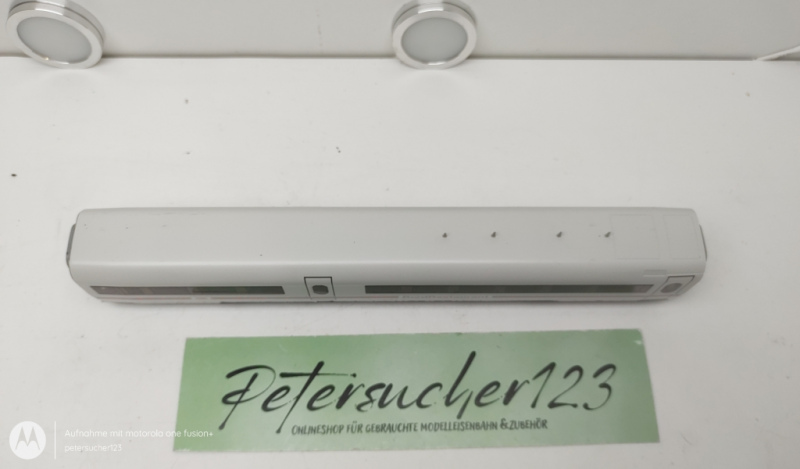 Petersucher123
ONLINESHOP FÜR GEBRAUCHTE MODELLEISENBAHN & ZUBEHÖR
Aufnahme mit motorola one fusion+
petersucher123